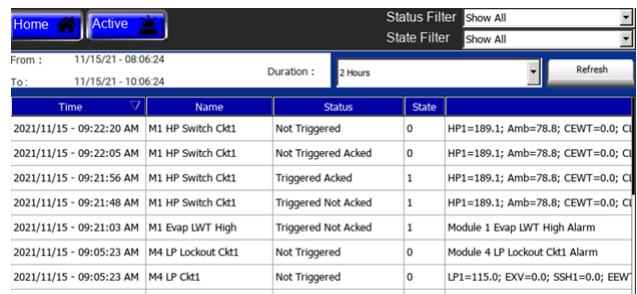 Home Active Status Filter Show All
State Filter Show All
From : 11/15/21 - 08:06:24
Duration : 2 Hours Refresh
To : 11/15/21 - 10:06:24
Time Name Status State
2021/11/15 - 09:22:20 AM M1 HP Switch Ckt1 Not Triggered 0 HP1=189.1; Amb=78.8; CEWT=0.0; CL
2021/11/15 - 09:22:05 AM M1 HP Switch Ckt1 Not Triggered Acked 0 HP1=189.1; Amb=78.8; CEWT=0.0; CL
2021/11/15 - 09:21:56 AM M1 HP Switch Ckt1 Triggered Acked 1 HP1=189.1; Amb=78.8; CEWT=0.0; CL
2021/11/15 - 09:21:48 AM M1 HP Switch Ckt1 Triggered Not Acked 1 HP1=189.1; Amb=78.8; CEWT=0.0; CL
2021/11/15 - 09:21:03 AM M1 Evap LWT High Triggered Not Acked 1 Module 1 Evap LWT High Alarm
2021/11/15 - 09:05:23 AM M4 LP Lockout Ckt1 Not Triggered 0 Module 4 LP Lockout Ckt1 Alarm
2021/11/15 - 09:05:23 AM M4 LP Ckt1 Not Triggered 0 LP1=115.0; EXV=0.0; SSH1=0.0; EEW